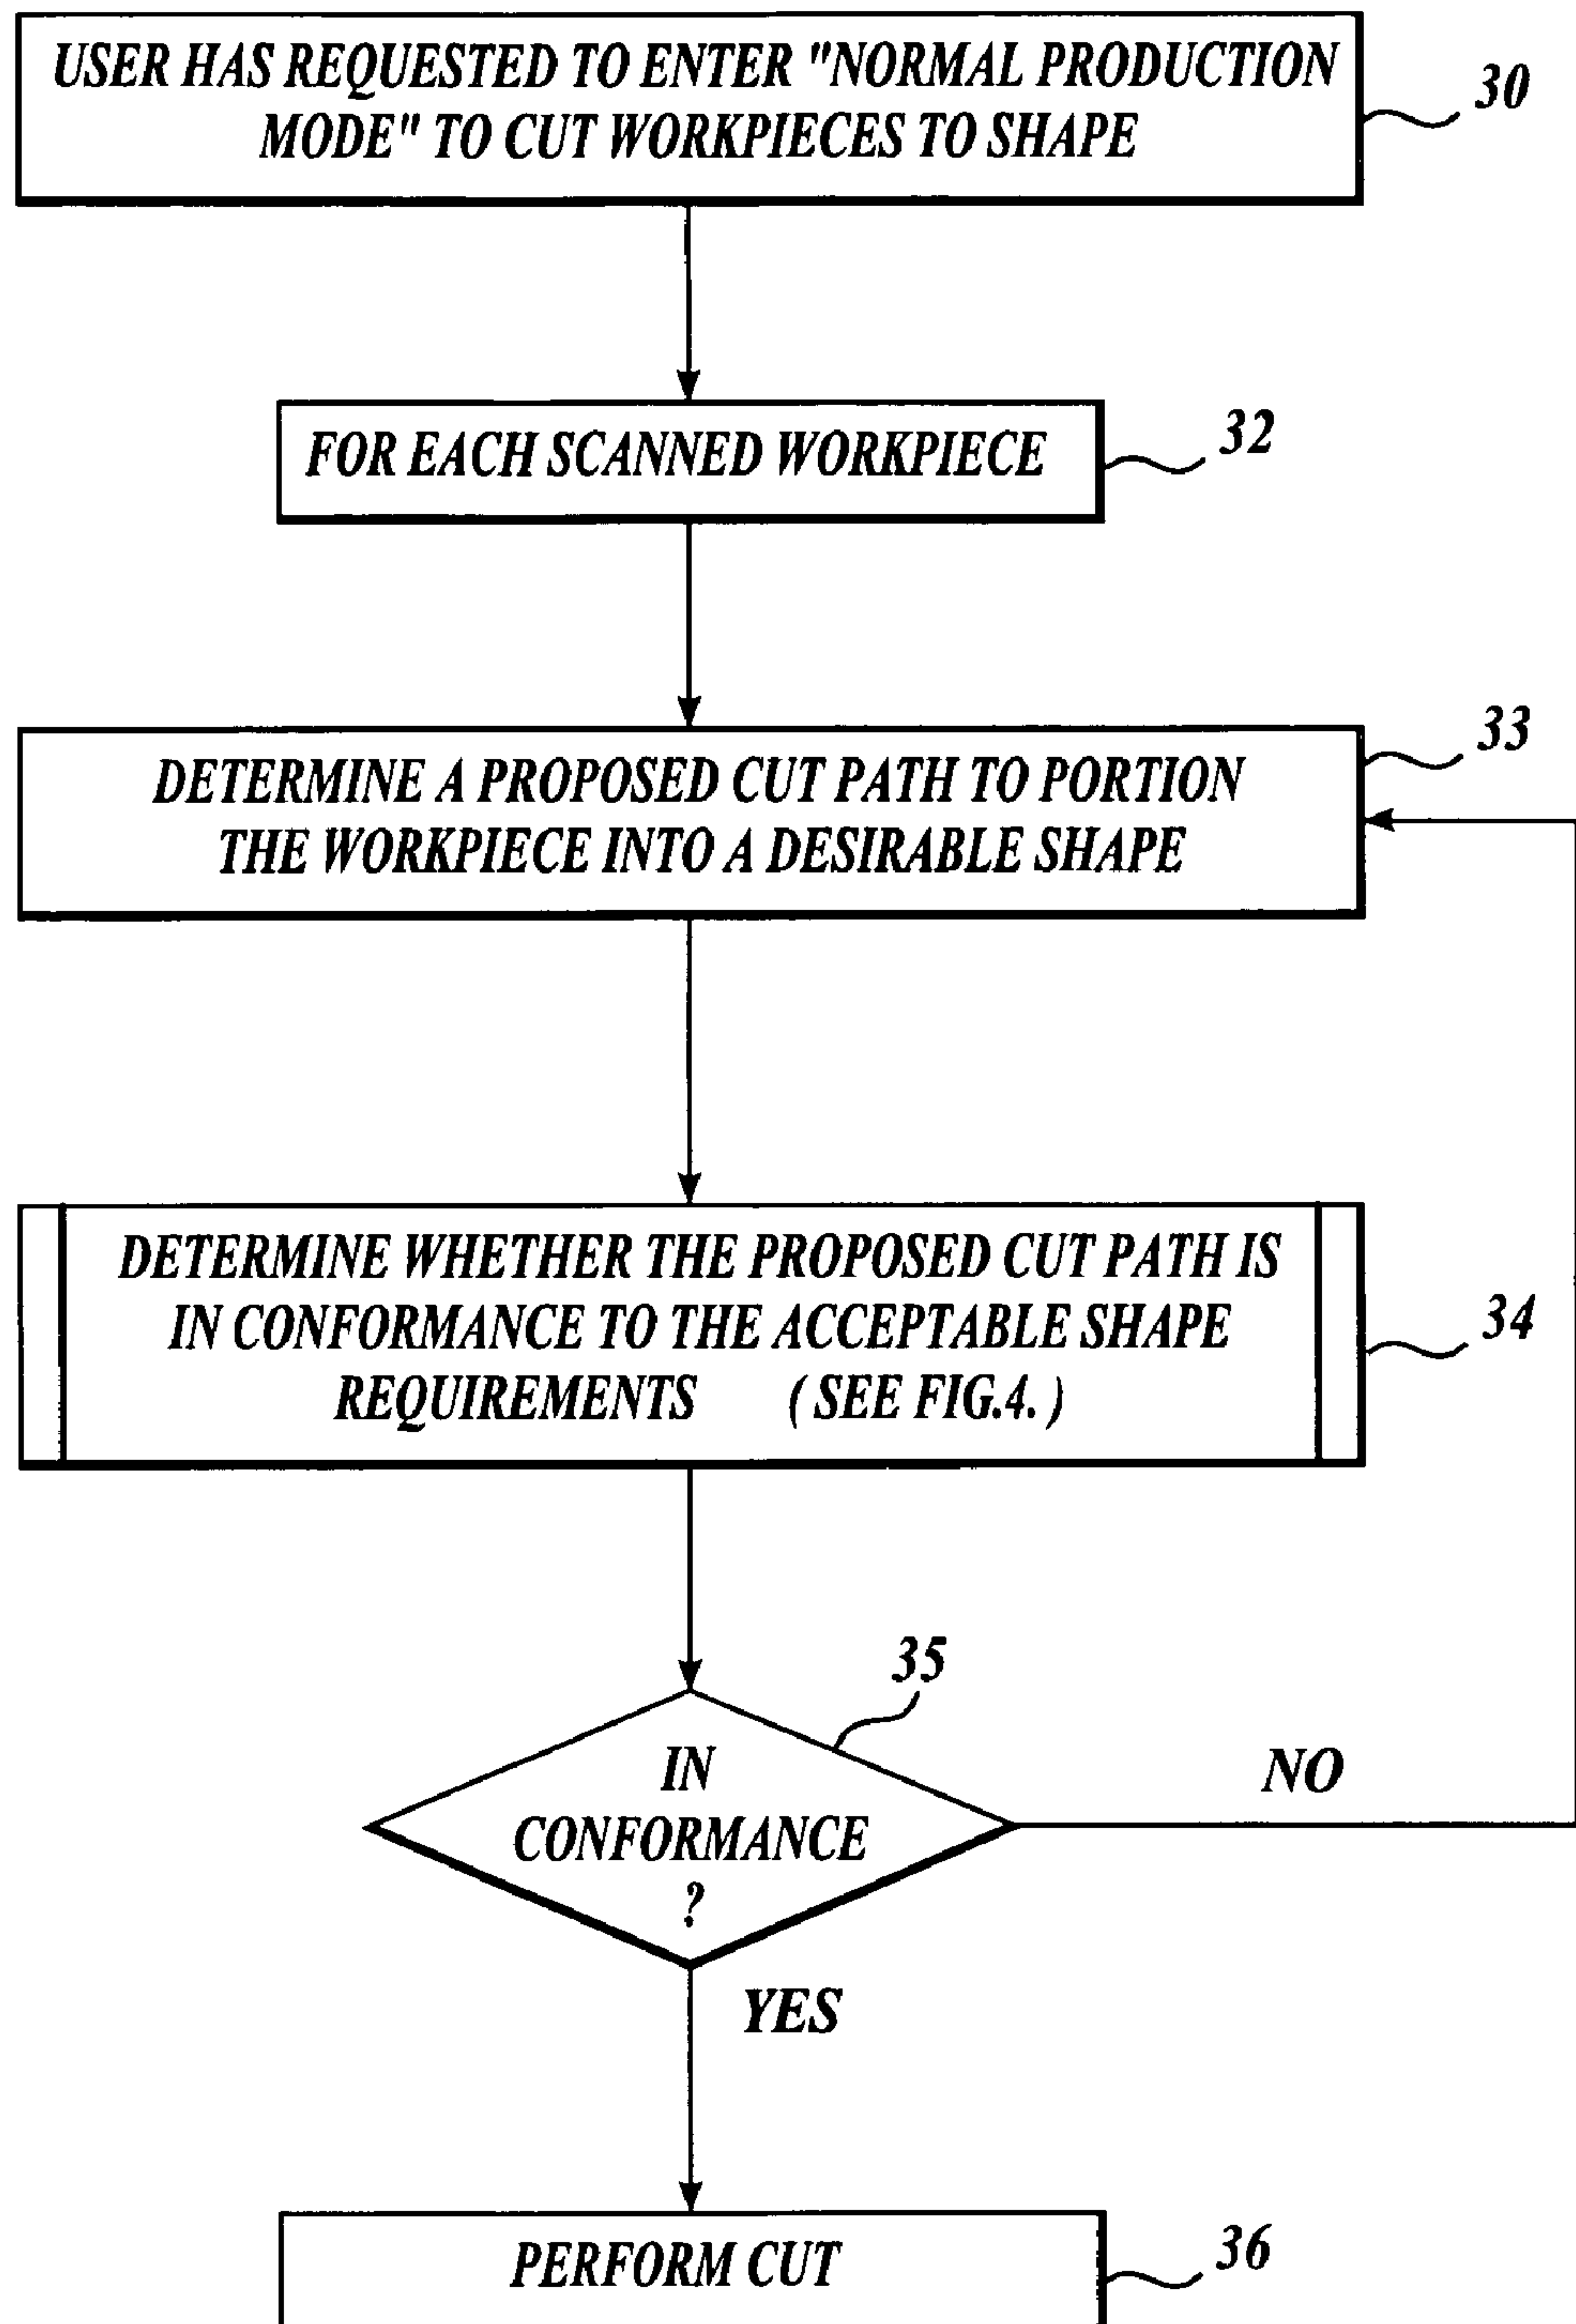 USER HAS REQUESTED TO ENTER "NORMAL PRODUCTION
MODE" TO CUT WORKPIECES TO SHAPE
30
FOR EACH SCANNED WORKPIECE
32
DETERMINE A PROPOSED CUT PATH TO PORTION
THE WORKPIECE INTO A DESIRABLE SHAPE
33
DETERMINE WHETHER THE PROPOSED CUT PATH IS
IN CONFORMANCE TO THE ACCEPTABLE SHAPE
REQUIREMENTS (SEE FIG.4.)
34
35
IN
CONFORMANCE
?
NO
YES
PERFORM CUT
36